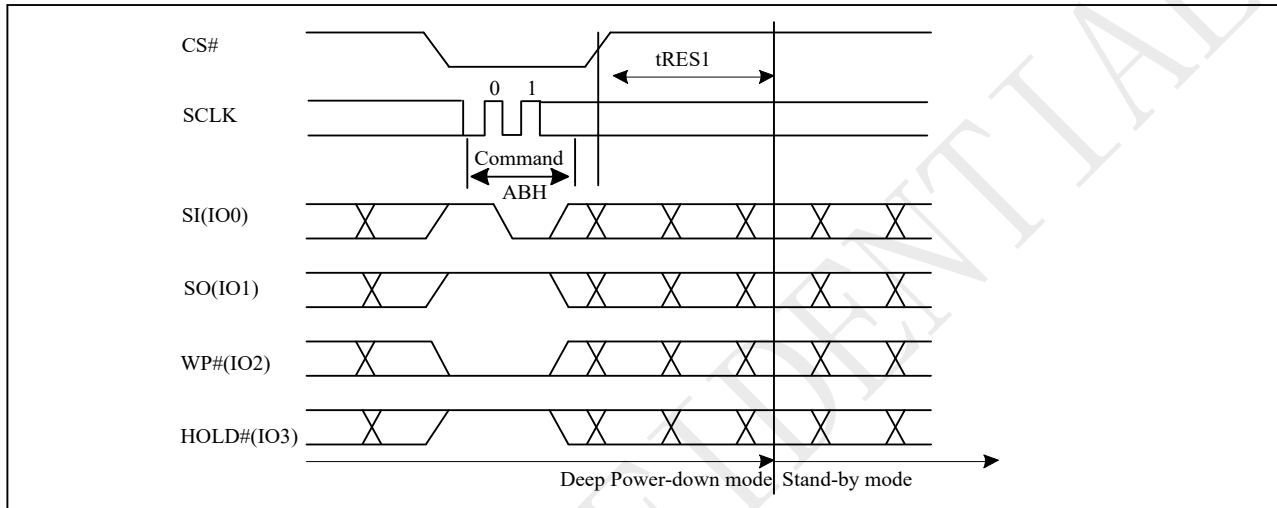 CS#
tRES1
0 1
SCLK
Command
ABH
SI(IO0)
SO(IO1)
WP#(IO2)
HOLD#(IO3)
Deep Power-down mode Stand-by mode
IDENTIAL